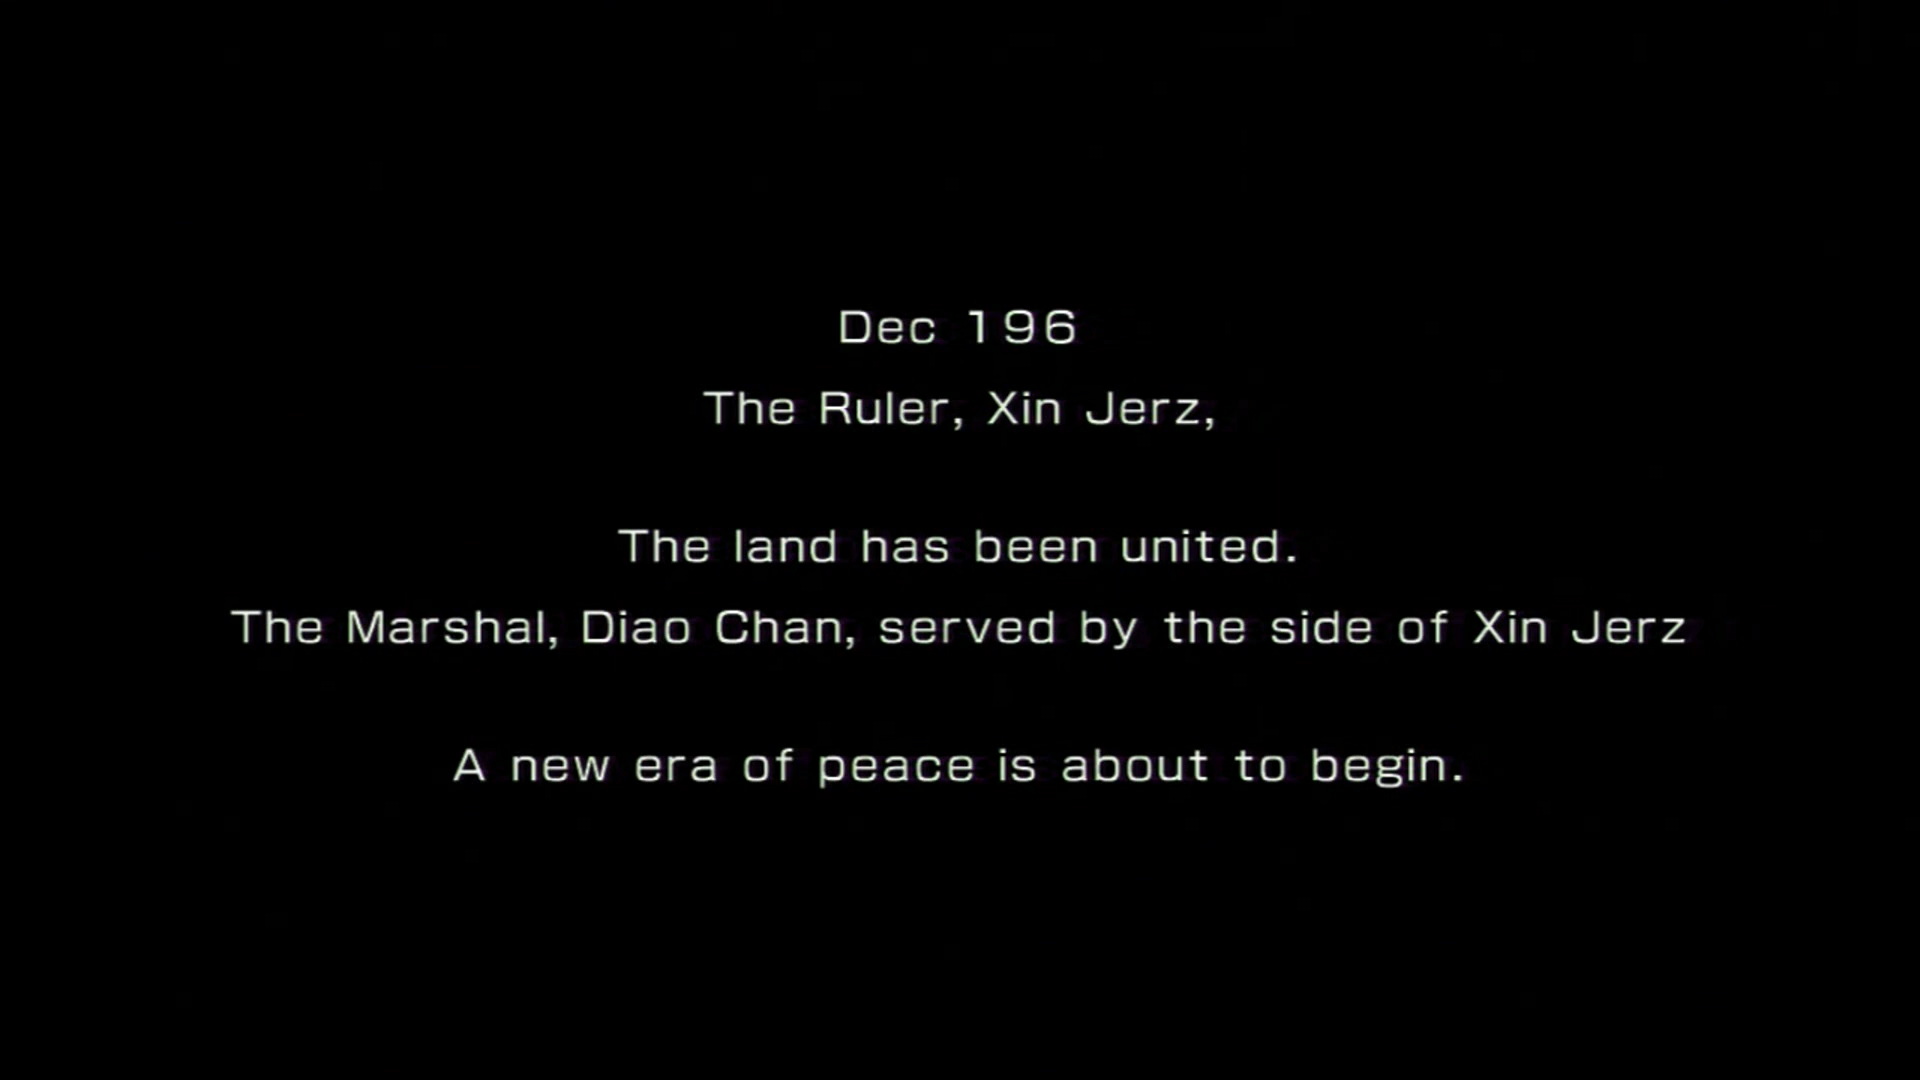 Dec 196
The Ruler, Xin Jerz,
The land has been united.
The Marshal, Diao Chan, served by the side of Xin Jerz
A new era of peace is about to begin.